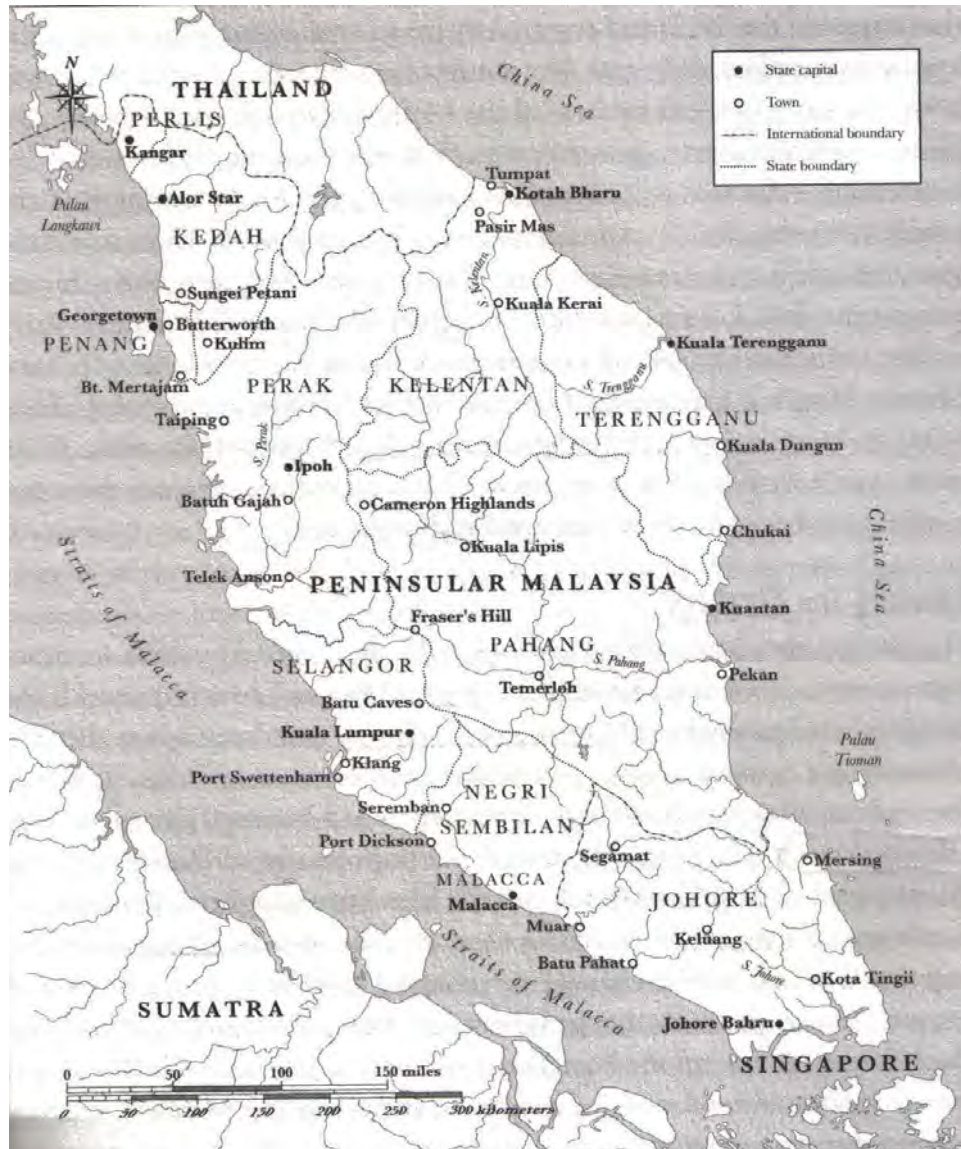 N
THAILAND
China Sea
State capital
Town
International boundary
State boundary
PERLIS
Kangar
Pulau
Langkawi
Alor Star
KEDAH
Tumpat
Kotah Bharu
Pasir Mas
S. Kelentan
Sungei Petani
Kuala Kerai
Georgetown
Butterworth
PENANG
Kulim
Kuala Terengganu
Bt. Mertajam
PERAK
KELENTAN
S. Trengganu
Taiping
TERENGGANU
S. Perak
Kuala Dungun
Ipoh
Batuh Gajah
Cameron Highlands
Chukai
China Sea
Kuala Lipis
Straits of Malacca
Telek Anson
PENINSULAR MALAYSIA
Kuantan
Fraser's Hill
PAHANG
SELANGOR
S. Pahang
Temerloh
Pekan
Batu Caves
Kuala Lumpur
Palau
Tioman
Klang
Port Swettenham
NEGRI
SEMBILAN
Seremban
Port Dickson
Segamat
Mersing
MALACCA
Malacca
JOHORE
Muar
Keluang
Straits of Malacca
Batu Pahat
S. Johore
Kota Tingii
SUMATRA
Johore Bahru
SINGAPORE
0 50 100 150 miles
0 50 100 150 200 250 300 kilometers